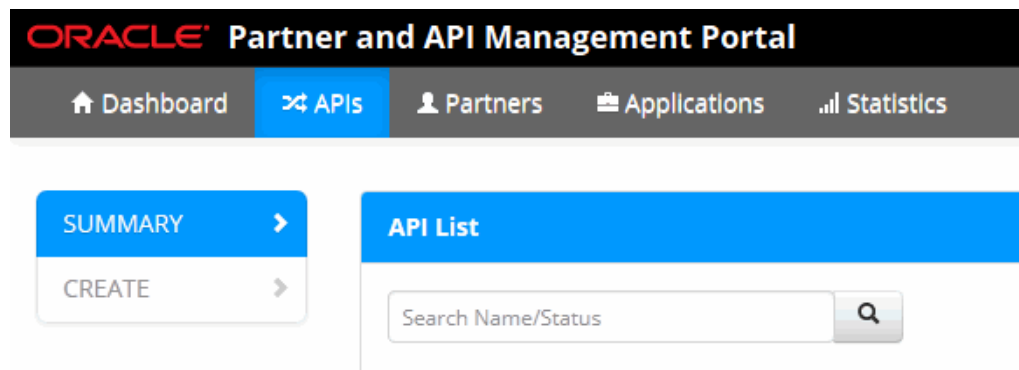 ORACLE Partner and API Management Portal
Dashboard APIs Partners Applications Statistics
SUMMARY
CREATE
API List
Search Name/Status